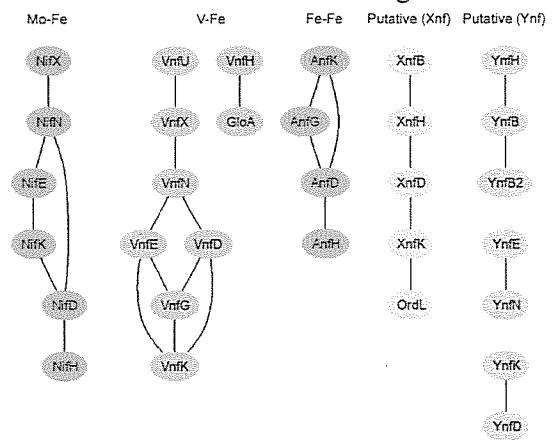 Mo-Fe V-Fe Fe-Fe Putative (Xnf) Putative (Ynf)
NifX VnfU VnfH AnfK XnfB YnfH
NifN VnfX GloA AnfG XnfH YnfB
NifE VnfN AnfD XnfD YnfB2
NifK VnfE VnfD AnfH XnfK YnfE
NifD VnfG OrdL YnfN
NifH VnfK YnfK
YnfD